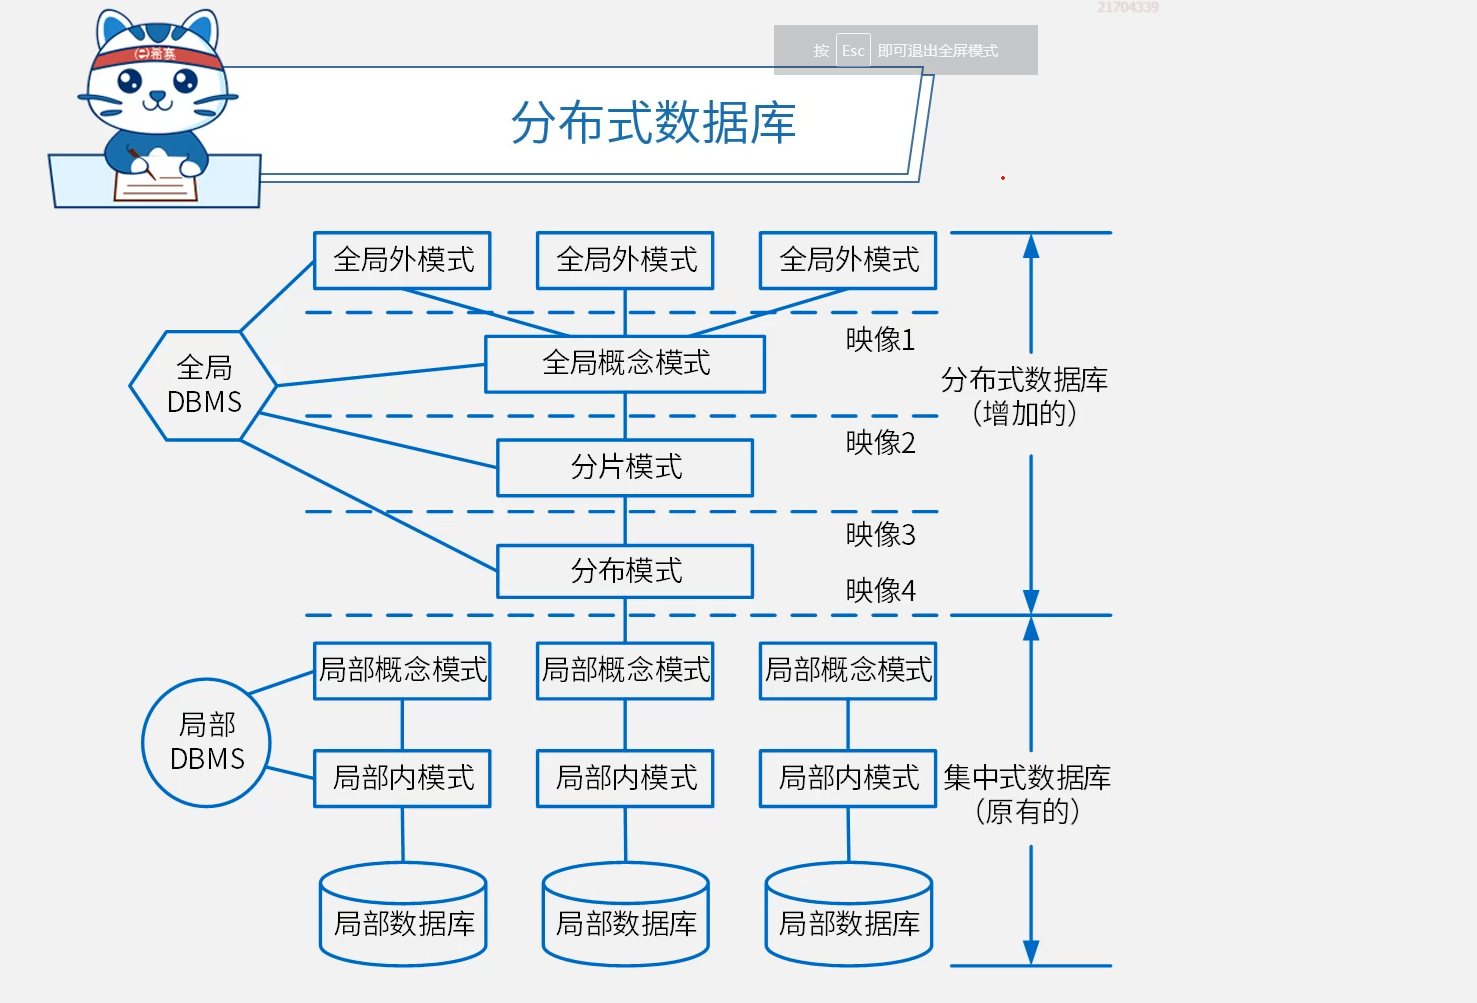 21704339
希赛
按 Esc 即可退出全屏模式
分布式数据库
全局外模式 全局外模式 全局外模式
映像1
全局
DBMS
全局概念模式
分布式数据库
（增加的）
映像2
分片模式
映像3
分布模式
映像4
局部概念模式 局部概念模式 局部概念模式
局部
DBMS
局部内模式 局部内模式 局部内模式
集中式数据库
（原有的）
局部数据库 局部数据库 局部数据库